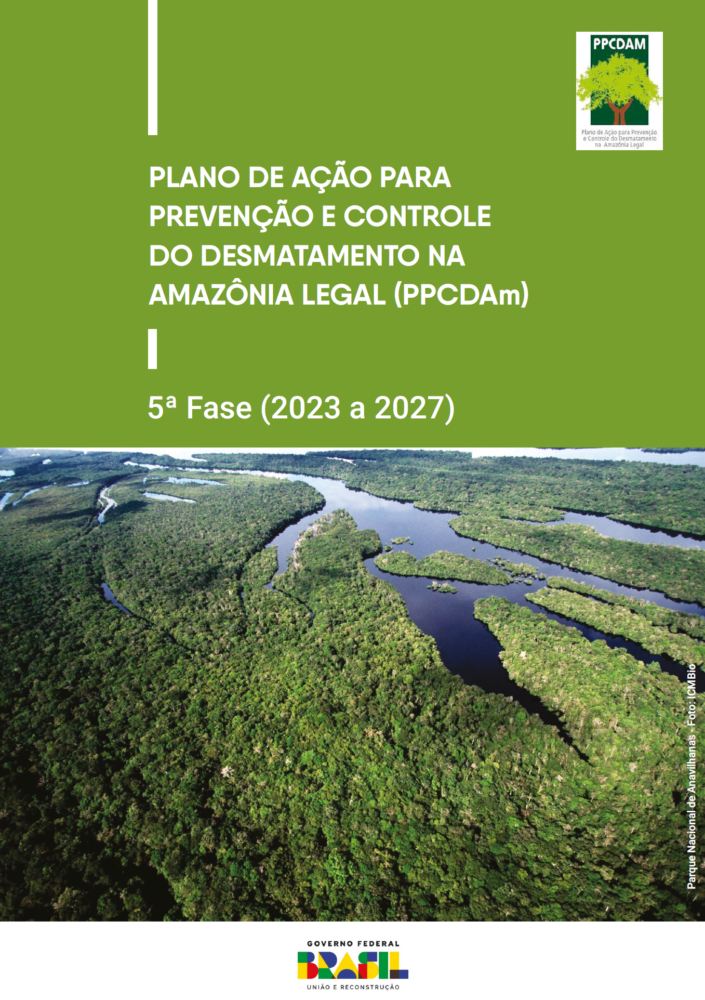 PPCDAM
Plano de Ação para Prevenção
e Controle do Desmatamento
na Amazônia Legal
PLANO DE AÇÃO PARA
PREVENÇÃO E CONTROLE
DO DESMATAMENTO NA
AMAZÔNIA LEGAL (PPCDAm)
5ª Fase (2023 a 2027)
Parque Nacional de Anavilhanas - Foto: ICMBio
GOVERNO FEDERAL
BRASIL
UNIÃO E RECONSTRUÇÃO